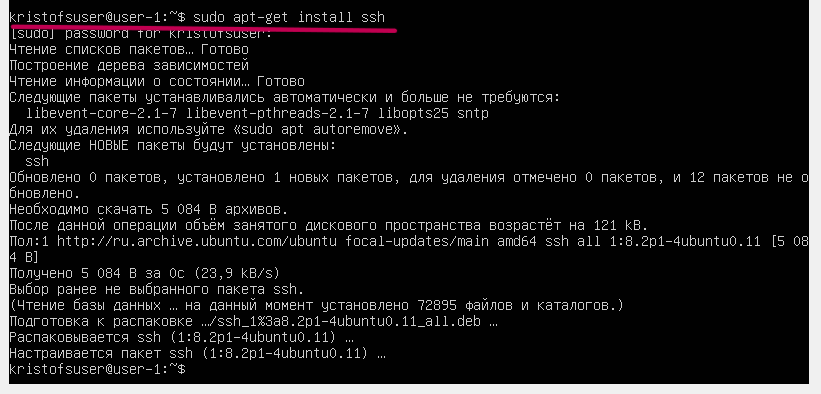 kristofsuser@user-1:~$ sudo apt-get install ssh
[sudo] password for kristofsuser:
Чтение списков пакетов… Готово
Построение дерева зависимостей
Чтение информации о состоянии… Готово
Следующие пакеты устанавливались автоматически и больше не требуются:
  libevent-core-2.1-7 libevent-pthreads-2.1-7 libopts25 sntp
Для их удаления используйте «sudo apt autoremove».
Следующие НОВЫЕ пакеты будут установлены:
  ssh
Обновлено 0 пакетов, установлено 1 новых пакетов, для удаления отмечено 0 пакетов, и 12 пакетов не о
бновлено.
Необходимо скачать 5 084 B архивов.
После данной операции объём занятого дискового пространства возрастёт на 121 kB.
Пол:1 http://ru.archive.ubuntu.com/ubuntu focal-updates/main amd64 ssh all 1:8.2p1-4ubuntu0.11 [5 08
4 B]
Получено 5 084 B за 0с (23,9 kB/s)
Выбор ранее не выбранного пакета ssh.
(Чтение базы данных … на данный момент установлено 72895 файлов и каталогов.)
Подготовка к распаковке …/ssh_1%3a8.2p1-4ubuntu0.11_all.deb …
Распаковывается ssh (1:8.2p1-4ubuntu0.11) …
Настраивается пакет ssh (1:8.2p1-4ubuntu0.11) …
kristofsuser@user-1:~$